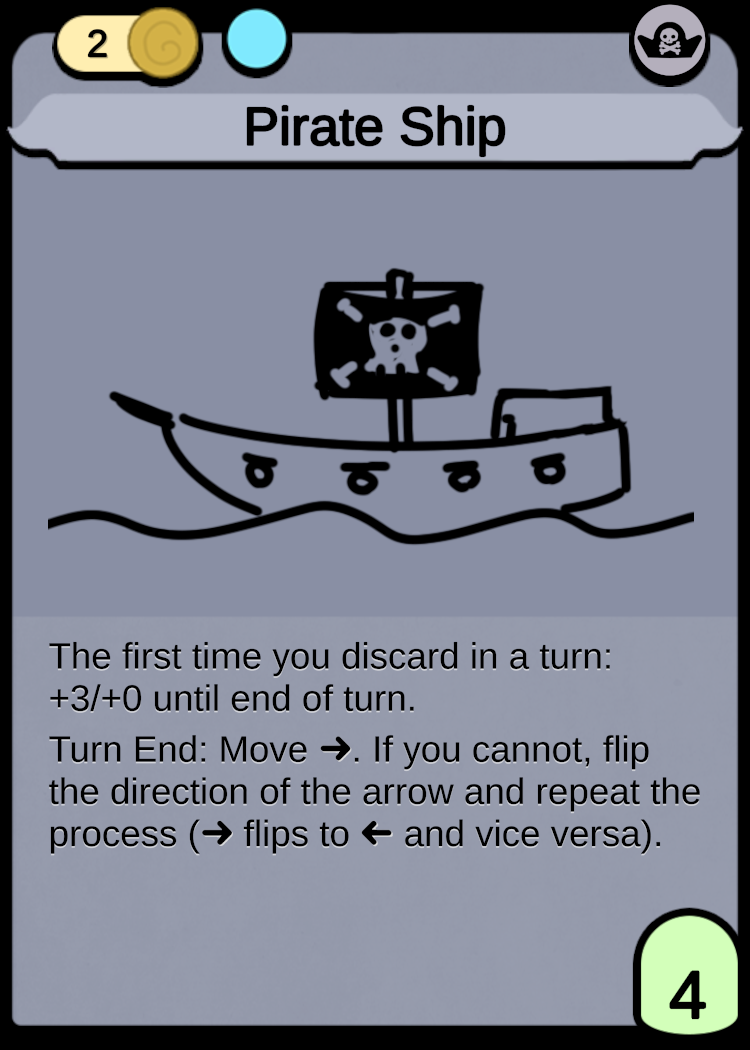 2
Pirate Ship
The first time you discard in a turn:
+3/+0 until end of turn.
Turn End: Move ➜. If you cannot, flip
the direction of the arrow and repeat the
process (➜ flips to 🡸 and vice versa).
4